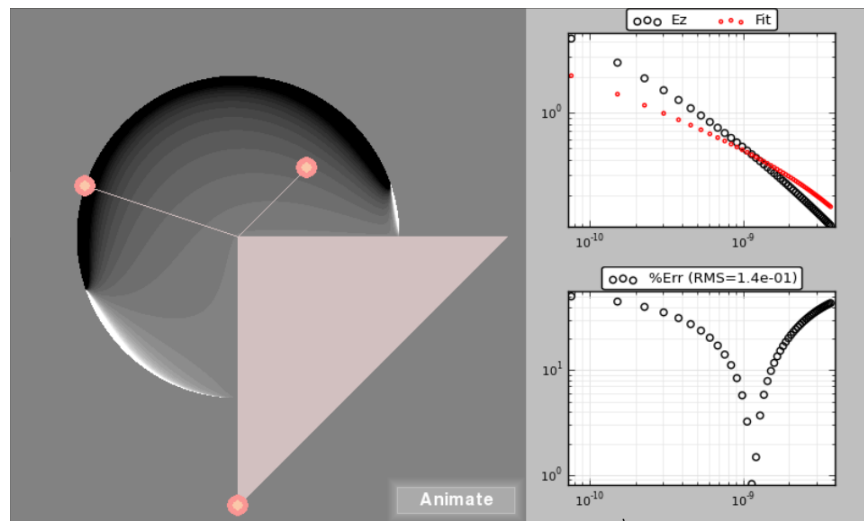 Ez Fit
10⁰
10⁻¹⁰ 10⁻⁹
%Err (RMS=1.4e-01)
10¹
10⁰
10⁻¹⁰ 10⁻⁹
Animate